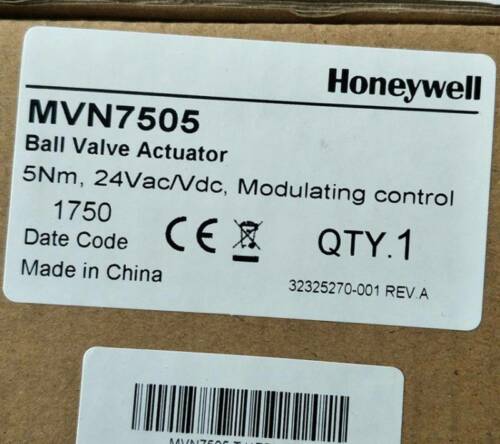 Honeywell
MVN7505
Ball Valve Actuator
5Nm, 24Vac/Vdc, Modulating control
1750
Date Code
CE
QTY.1
Made in China
32325270-001 REV.A